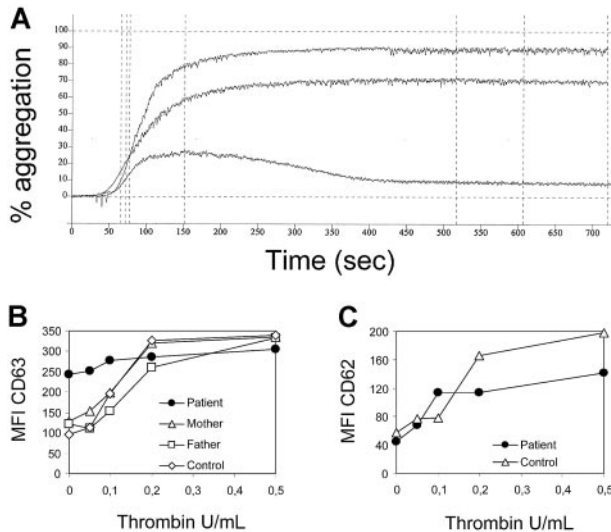 A
% aggregation
100
90
80
70
60
50
40
30
20
10
0
0 50 100 150 200 250 300 350 400 450 500 550 600 650 700
Time (sec)
B
MFI CD63
350
300
250
200
150
100
50
0
Patient
Mother
Father
Control
0 0,1 0,2 0,3 0,4 0,5
Thrombin U/mL
C
MFI CD62
200
160
120
80
40
0
Patient
Control
0 0,1 0,2 0,3 0,4 0,5
Thrombin U/mL